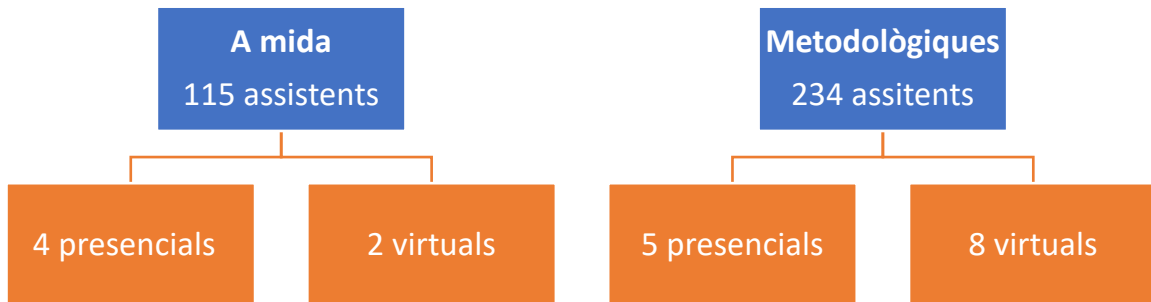 A mida
115 assistents
Metodològiques
234 assitents
4 presencials
2 virtuals
5 presencials
8 virtuals